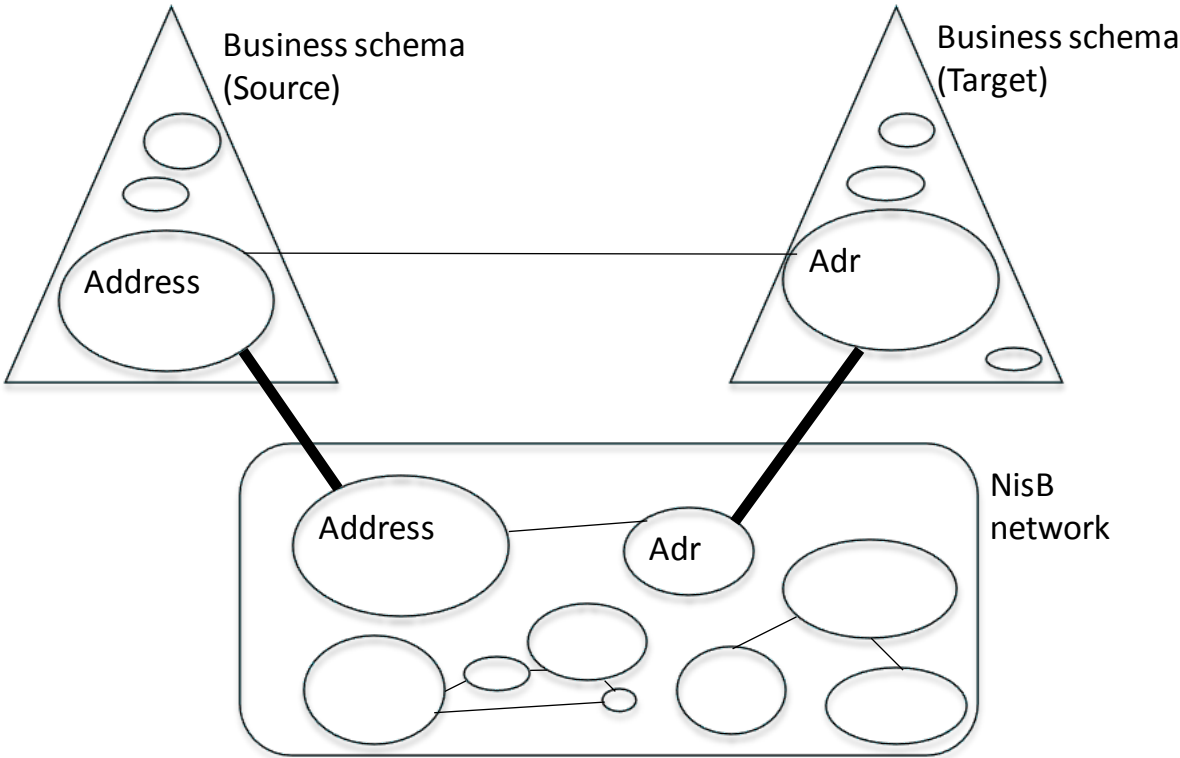 Business schema
(Source)
Business schema
(Target)
Address
Adr
Address
Adr
NisB
network